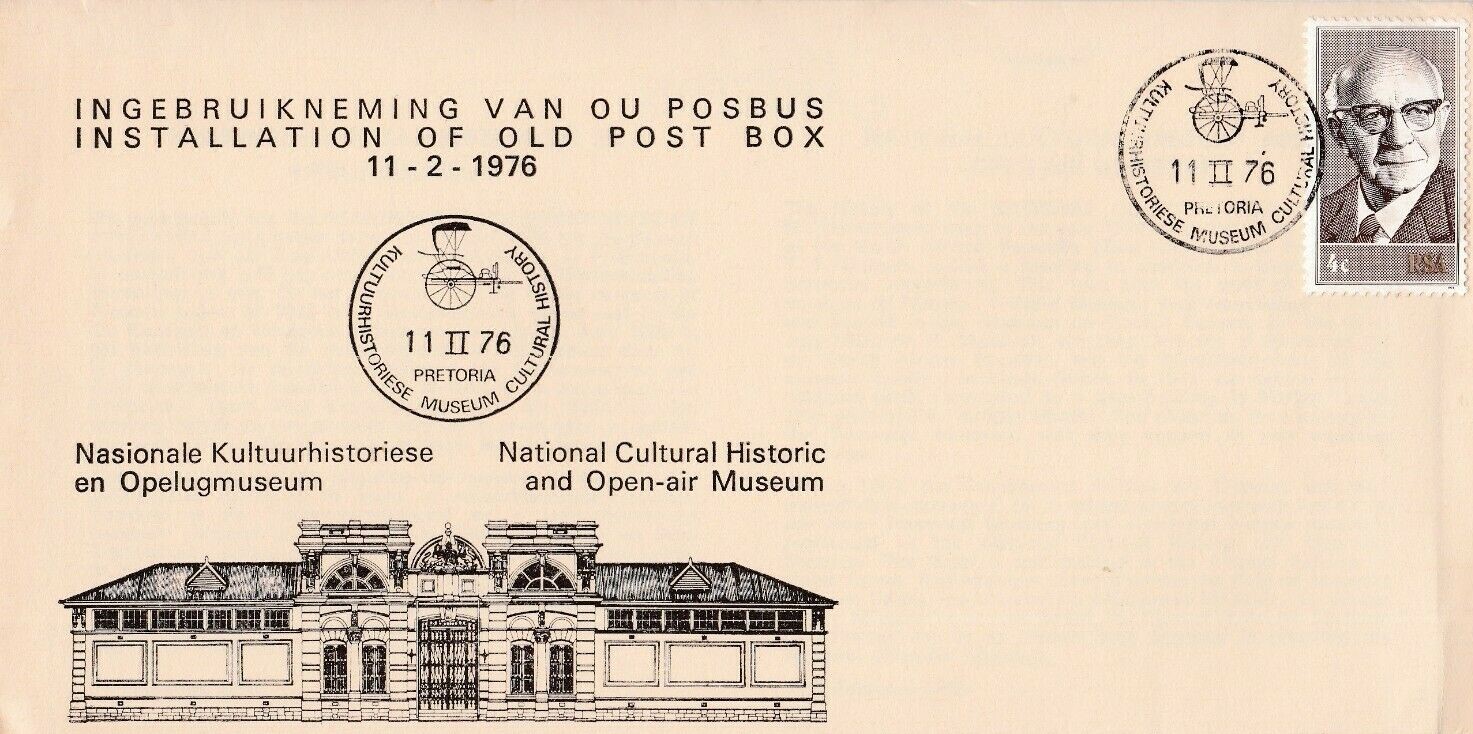 INGEBRUIKNEMING VAN OU POSBUS
INSTALLATION OF OLD POST BOX
11-2-1976
KULTUURHISTORIESE MUSEUM CULTURAL HISTORY
11 II 76
PRETORIA
Nasionale Kultuurhistoriese
en Opelugmuseum
National Cultural Historic
and Open-air Museum
KULTUURHISTORIESE MUSEUM CULTURAL HISTORY
11 II 76
PRETORIA
4c RSA